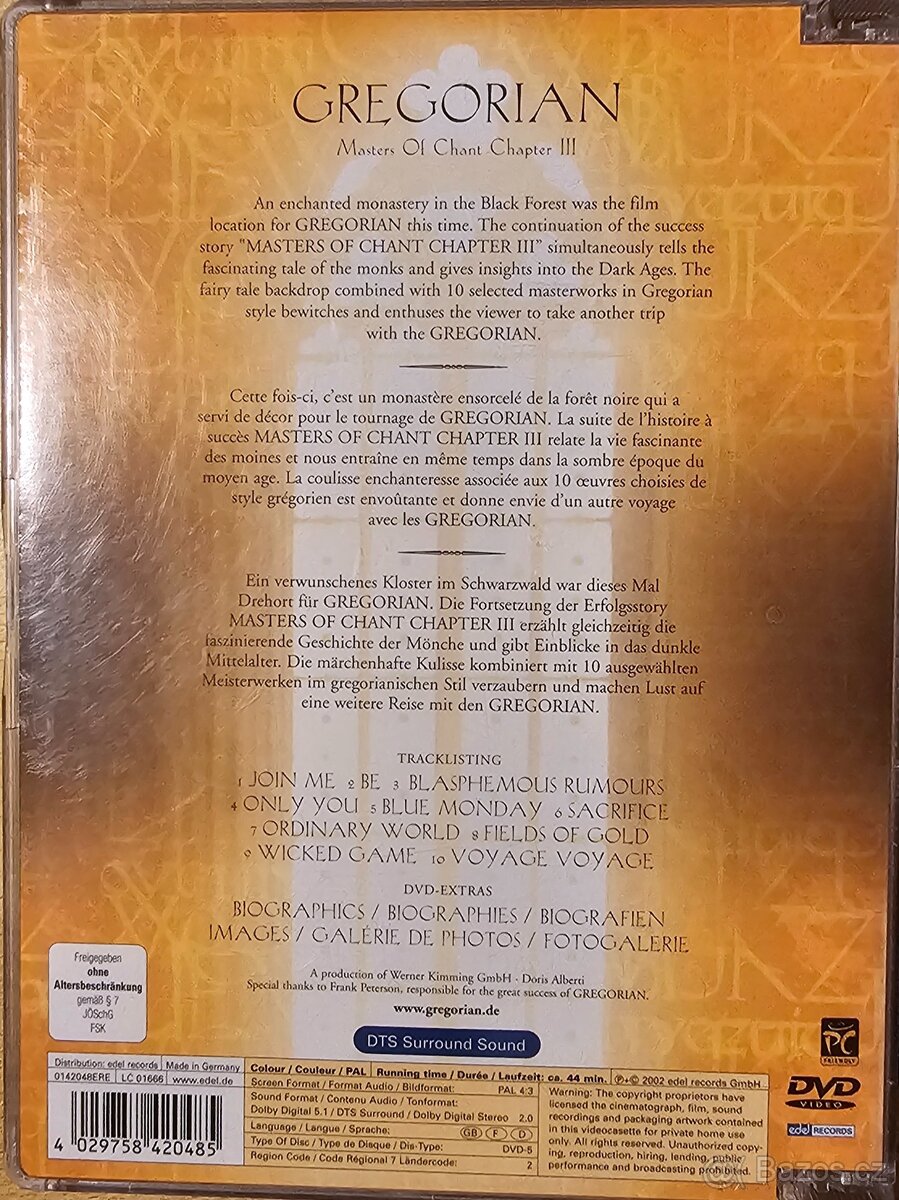 GREGORIAN
Masters Of Chant Chapter III
An enchanted monastery in the Black Forest was the film
location for GREGORIAN this time. The continuation of the success
story "MASTERS OF CHANT CHAPTER III" simultaneously tells the
fascinating tale of the monks and gives insights into the Dark Ages. The
fairy tale backdrop combined with 10 selected masterworks in Gregorian
style bewitches and enthuses the viewer to take another trip
with the GREGORIAN.
Cette fois-ci, c'est un monastère ensorcelé de la forêt noire qui a
servi de décor pour le tournage de GREGORIAN. La suite de l'histoire à
succès MASTERS OF CHANT CHAPTER III relate la vie fascinante
des moines et nous entraîne en même temps dans la sombre époque du
moyen age. La coulisse enchanteresse associée aux 10 œuvres choisies de
style grégorien est envoûtante et donne envie d'un autre voyage
avec les GREGORIAN.
Ein verwunschenes Kloster im Schwarzwald war dieses Mal
Drehort für GREGORIAN. Die Fortsetzung der Erfolgsstory
MASTERS OF CHANT CHAPTER III erzählt gleichzeitig die
faszinierende Geschichte der Mönche und gibt Einblicke in das dunkle
Mittelalter. Die märchenhafte Kulisse kombiniert mit 10 ausgewählten
Meisterwerken im gregorianischen Stil verzaubern und machen Lust auf
eine weitere Reise mit den GREGORIAN.
TRACKLISTING
1 JOIN ME 2 BE 3 BLASPHEMOUS RUMOURS
4 ONLY YOU 5 BLUE MONDAY 6 SACRIFICE
7 ORDINARY WORLD 8 FIELDS OF GOLD
9 WICKED GAME 10 VOYAGE VOYAGE
DVD-EXTRAS
BIOGRAPHICS / BIOGRAPHIES / BIOGRAFIEN
IMAGES / GALÉRIE DE PHOTOS / FOTOGALERIE
A production of Werner Kimming GmbH · Doris Alberti
Special thanks to Frank Peterson, responsible for the great success of GREGORIAN.
www.gregorian.de
DTS Surround Sound
Freigegeben
ohne
Altersbeschränkung
gemäß § 7
JÖSchG
FSK
Distribution: edel records Made in Germany
0142048ERE LC 01666 www.edel.de
4 029758 420485
Colour / Couleur / PAL Running time / Durée / Laufzeit: ca. 44 min.
Screen Format / Format Audio / Bildformat: PAL 4:3
Sound Format / Contenu Audio / Tonformat:
Dolby Digital 5.1 / DTS Surround / Dolby Digital Stereo 2.0
Language / Langue / Sprache: GB F D
Type Of Disc / Type de Disque / Dis-Type: DVD-5
Region Code / Code Régional 7 Ländercode: 2
℗+© 2002 edel records GmbH
Warning: The copyright proprietors have
licensed the cinematograph, film, sound
recordings and packaging artwork contained
in this videocassette for private home use
only. All rights reserved. Unauthorized copy-
ing, reproduction, hiring, lending, public
performance and broadcasting prohibited.
PC
FRIENDLY
DVD
VIDEO
edel RECORDS
Bazos.cz